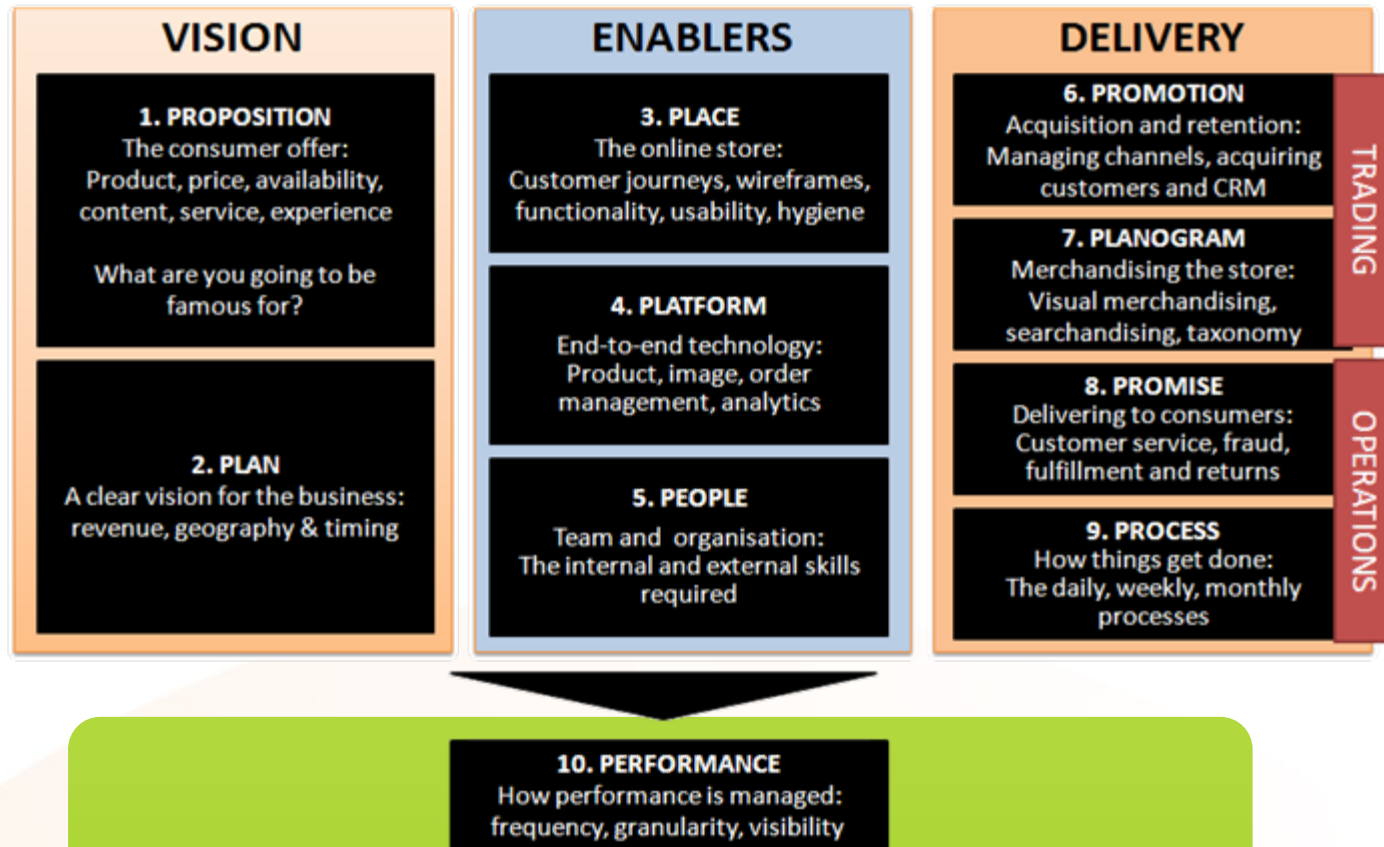 VISION
1. PROPOSITION
The consumer offer:
Product, price, availability,
content, service, experience
What are you going to be
famous for?
2. PLAN
A clear vision for the business:
revenue, geography & timing
ENABLERS
3. PLACE
The online store:
Customer journeys, wireframes,
functionality, usability, hygiene
4. PLATFORM
End-to-end technology:
Product, image, order
management, analytics
5. PEOPLE
Team and organisation:
The internal and external skills
required
DELIVERY
6. PROMOTION
Acquisition and retention:
Managing channels, acquiring
customers and CRM
7. PLANOGRAM
Merchandising the store:
Visual merchandising,
searchandising, taxonomy
TRADING
8. PROMISE
Delivering to consumers:
Customer service, fraud,
fulfillment and returns
9. PROCESS
How things get done:
The daily, weekly, monthly
processes
OPERATIONS
10. PERFORMANCE
How performance is managed:
frequency, granularity, visibility